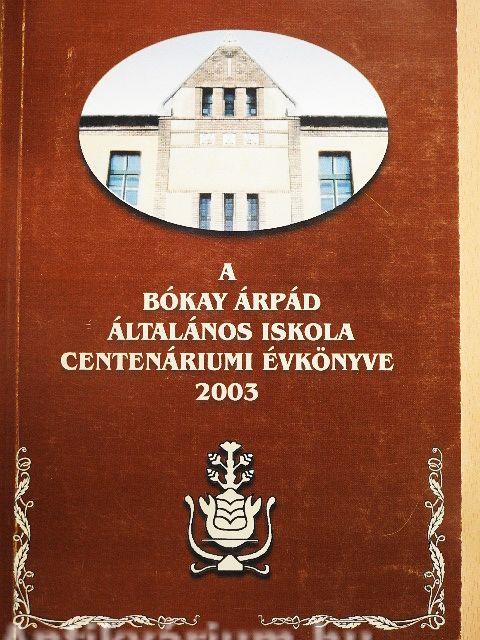 A
BÓKAY ÁRPÁD
ÁLTALÁNOS ISKOLA
CENTENÁRIUMI ÉVKÖNYVE
2003